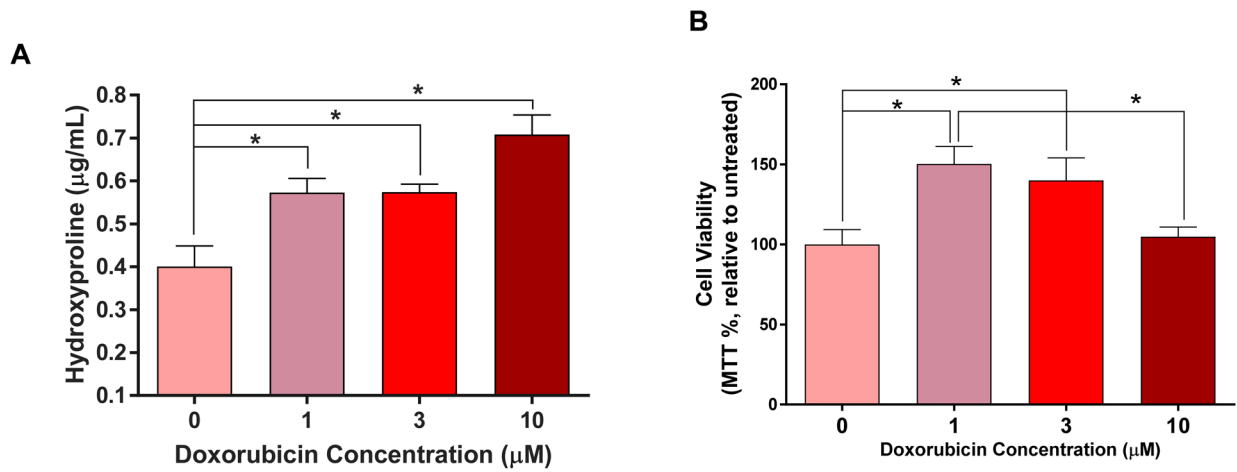 A
Hydroxyproline (µg/mL)
0.8
0.7
0.6
0.5
0.4
0.3
0.2
0.1
*
*
*
0 1 3 10
Doxorubicin Concentration (µM)
B
Cell Viability
(MTT %, relative to untreated)
200
150
100
50
0
*
* *
0 1 3 10
Doxorubicin Concentration (µM)